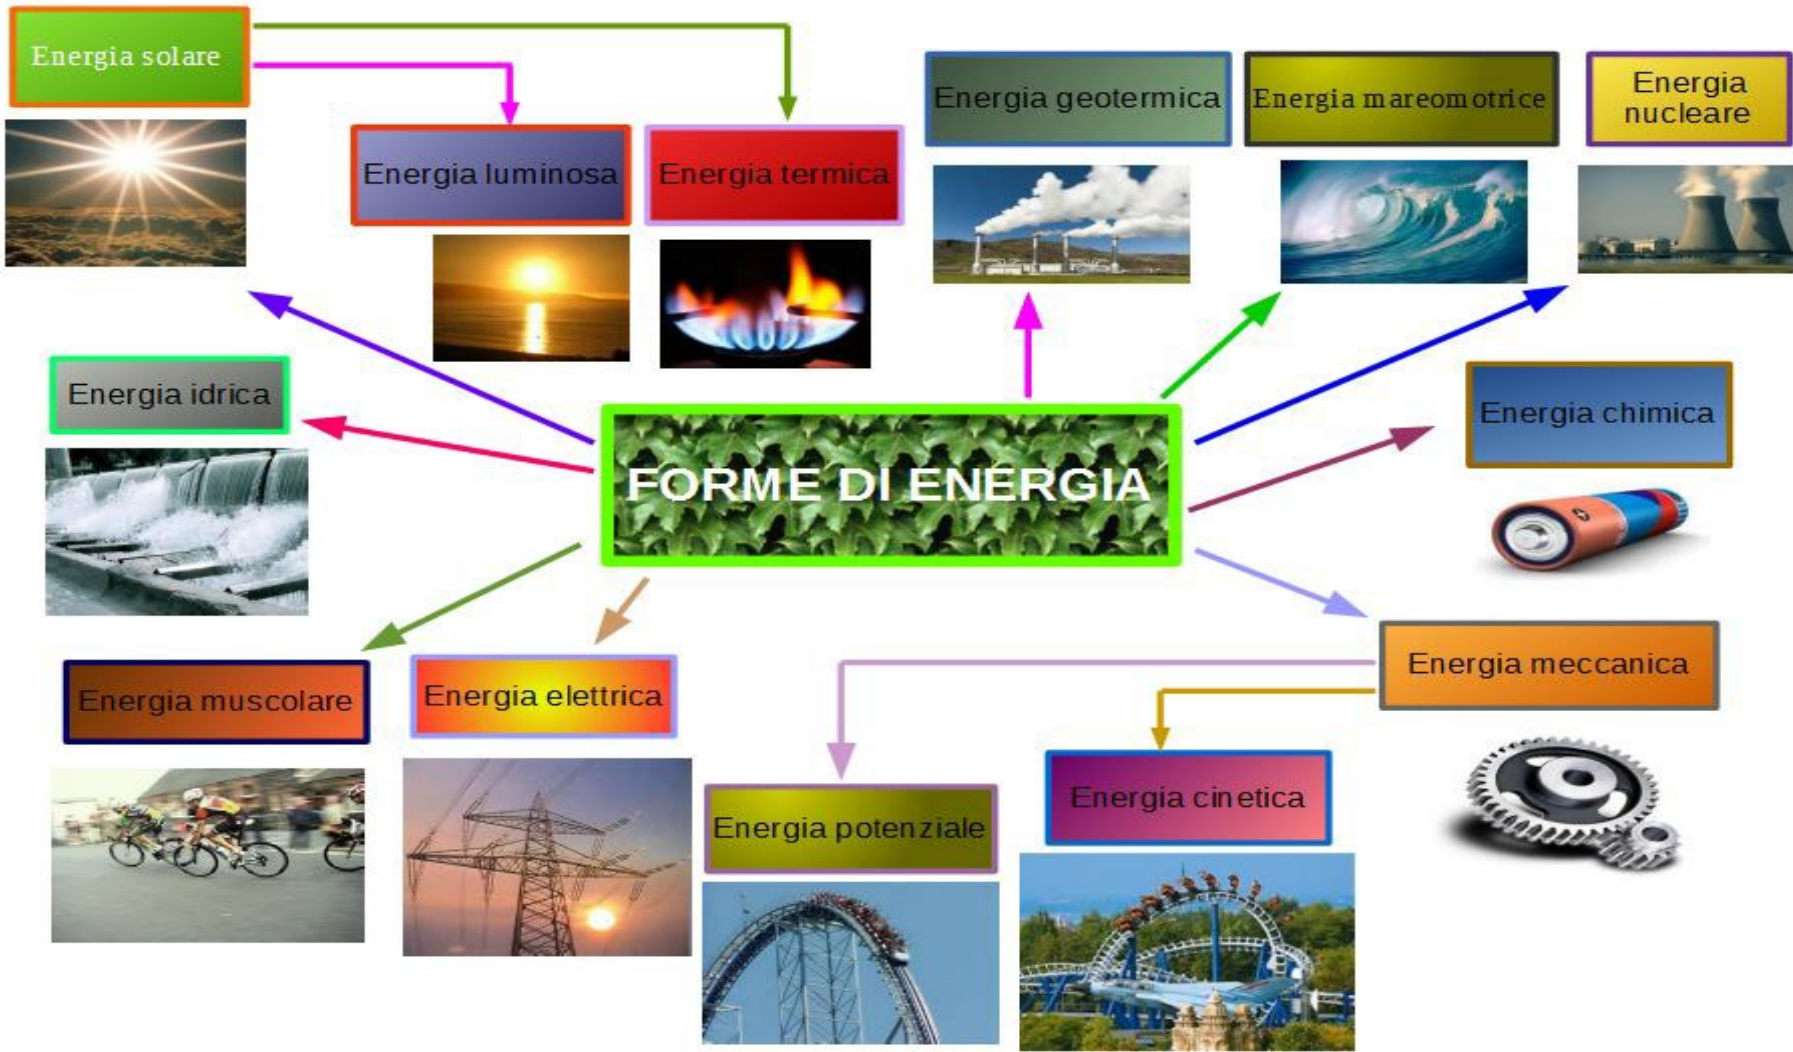 Energia solare
Energia luminosa
Energia termica
Energia geotermica
Energia mareomotrice
Energia
nucleare
Energia idrica
FORME DI ENERGIA
Energia chimica
Energia muscolare
Energia elettrica
Energia meccanica
Energia potenziale
Energia cinetica